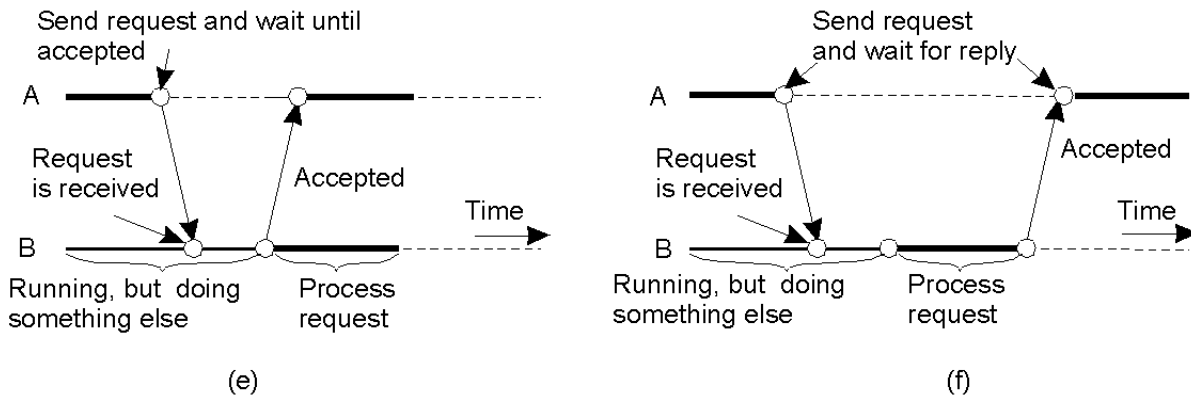 Send request and wait until
accepted
A
Request
is received
Accepted
Time
B
Running, but doing
something else
Process
request
(e)
Send request
and wait for reply
A
Request
is received
Accepted
Time
B
Running, but doing
something else
Process
request
(f)